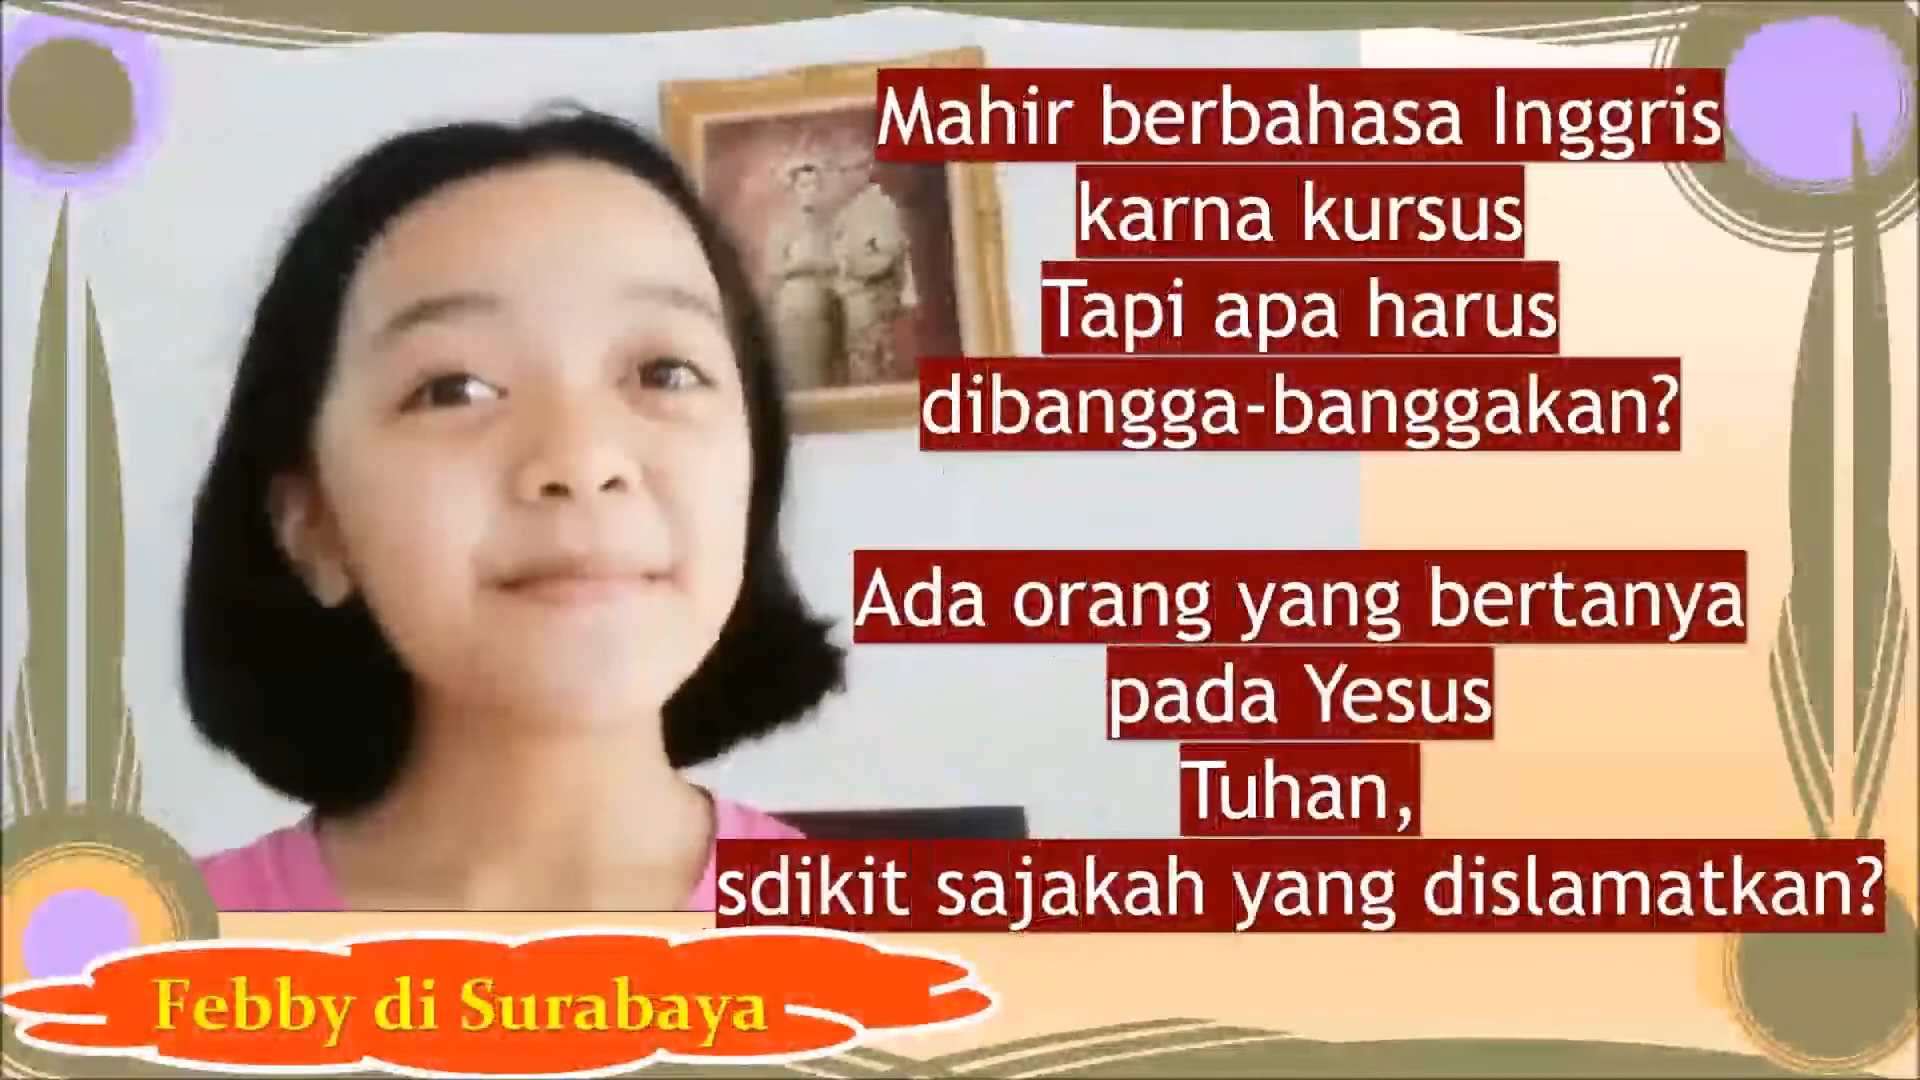 Mahir berbahasa Inggris
karna kursus
Tapi apa harus
dibangga-banggakan?
Ada orang yang bertanya
pada Yesus
Tuhan,
sdikit sajakah yang dislamatkan?
Febby di Surabaya